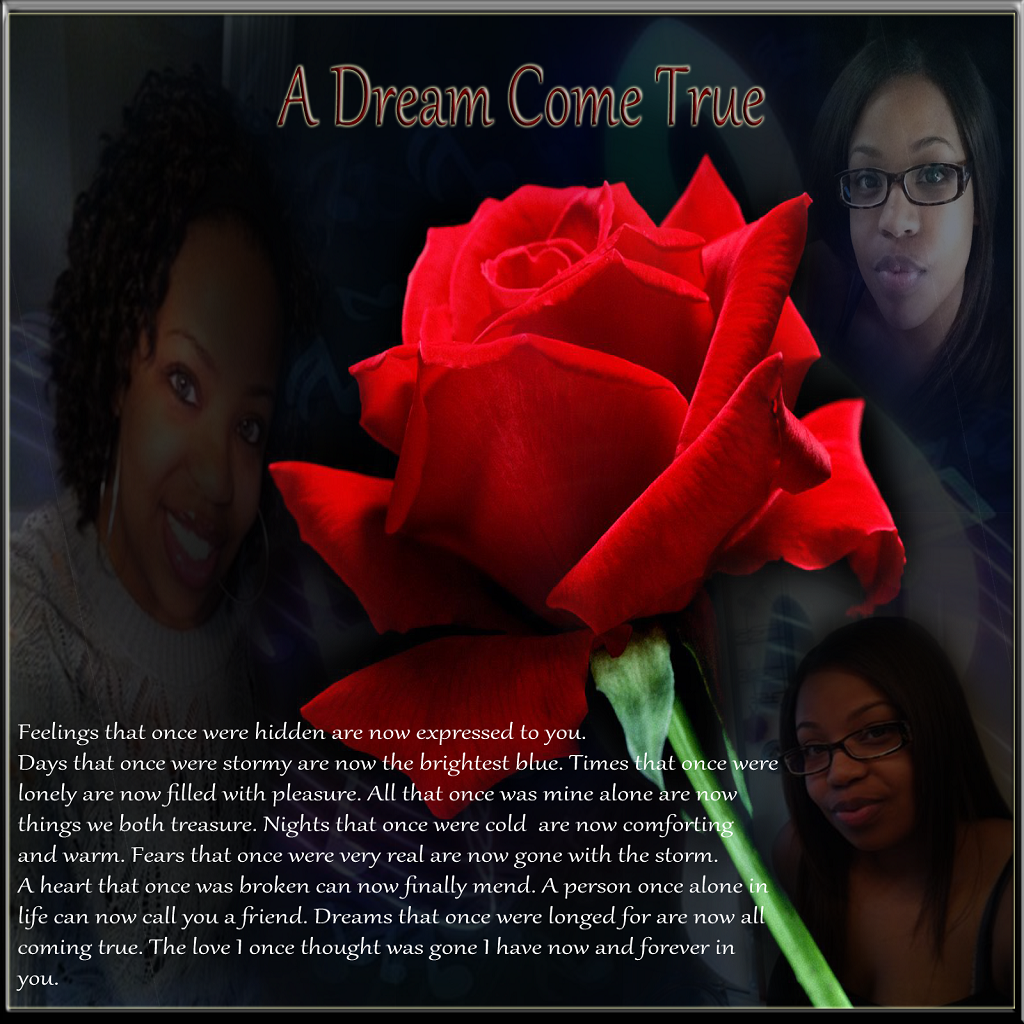 A Dream Come True
Feelings that once were hidden are now expressed to you.
Days that once were stormy are now the brightest blue. Times that once were
lonely are now filled with pleasure. All that once was mine alone are now
things we both treasure. Nights that once were cold  are now comforting
and warm. Fears that once were very real are now gone with the storm.
A heart that once was broken can now finally mend. A person once alone in
life can now call you a friend. Dreams that once were longed for are now all
coming true. The love I once thought was gone I have now and forever in
you.